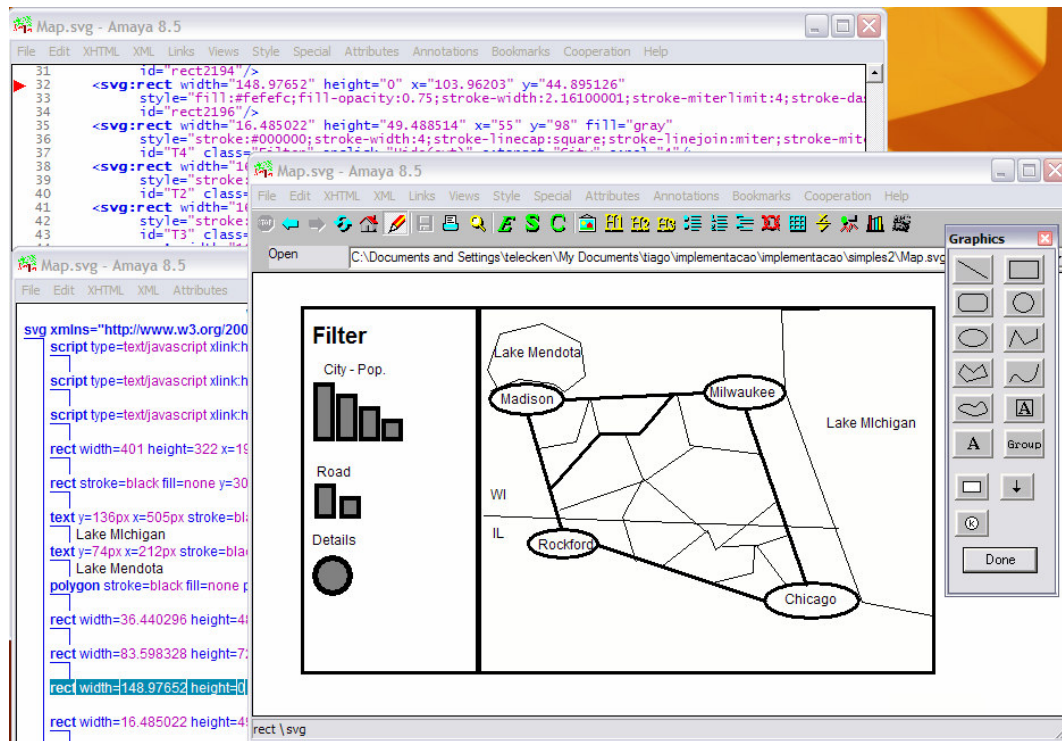 Map.svg - Amaya 8.5
File Edit XHTML XML Links Views Style Special Attributes Annotations Bookmarks Cooperation Help
31 id="rect2194"/>
32 <svg:rect width="148.97652" height="0" x="103.96203" y="44.895126"
33 style="fill:#fefefc;fill-opacity:0.75;stroke-width:2.16100001;stroke-miterlimit:4;stroke-da
34 id="rect2196"/>
35 <svg:rect width="16.485022" height="49.488514" x="55" y="98" fill="gray"
36 style="stroke:#000000;stroke-width:4;stroke-linecap:square;stroke-linejoin:miter;stroke-mit
37 id="T4"
38 <svg:rect width="16
39 style="stroke:
40 id="T2" class=
41 <svg:rect width="16
42 style="stroke:
43 id="T3" class=
Map.svg - Amaya 8.5
File Edit XHTML XML Links Views Style Special Attributes Annotations Bookmarks Cooperation Help
E S C H1 H2 H3
Open
C:\Documents and Settings\telecken\My Documents\tiago\implementacao\implementacao\simples2\Map.svg
Map.svg - Amaya 8.5
File Edit XHTML XML Attributes
svg xmlns="http://www.w3.org/200
script type=text/javascript xlink:h
script type=text/javascript xlink:h
script type=text/javascript xlink:h
rect width=401 height=322 x=19
rect stroke=black fill=none y=30
text y=136px x=505px stroke=bl
Lake MIchigan
text y=74px x=212px stroke=bla
Lake Mendota
polygon stroke=black fill=none p
rect width=36.440296 height=4
rect width=83.598328 height=7
rect width=148.97652 height=0
rect width=16.485022 height=4
Filter
City - Pop.
Road
Details
Lake Mendota
Madison
Milwaukee
Lake MIchigan
WI
IL
Rockford
Chicago
rect \ svg
Graphics
A
A Group
Done